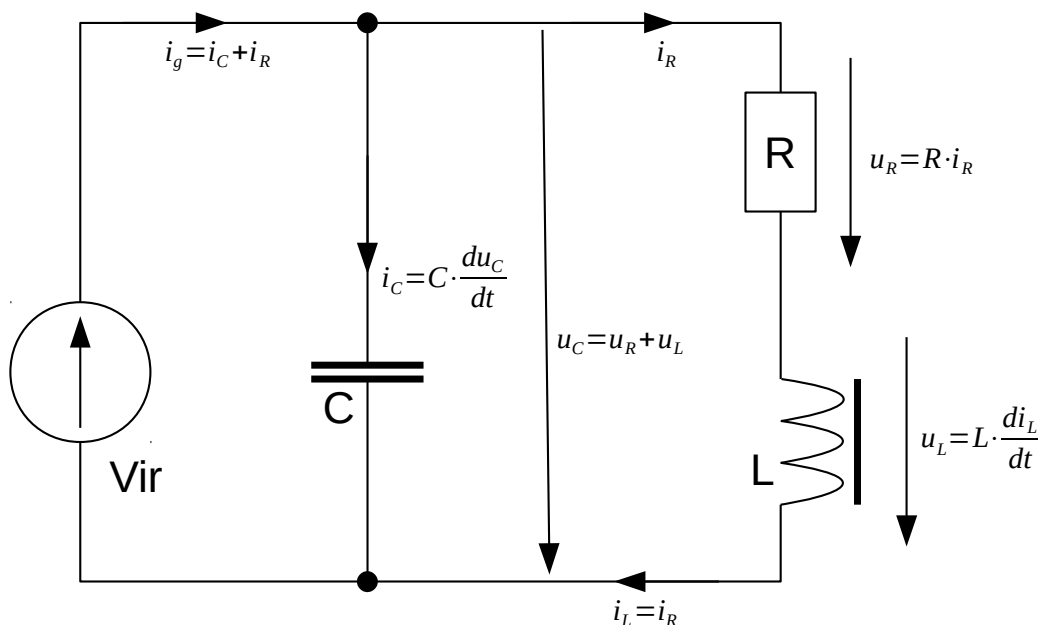 i_g=i_C+i_R
i_R
R
u_R=R·i_R
i_C=C·du_C/dt
u_C=u_R+u_L
C
Vir
L
u_L=L·di_L/dt
i_L=i_R